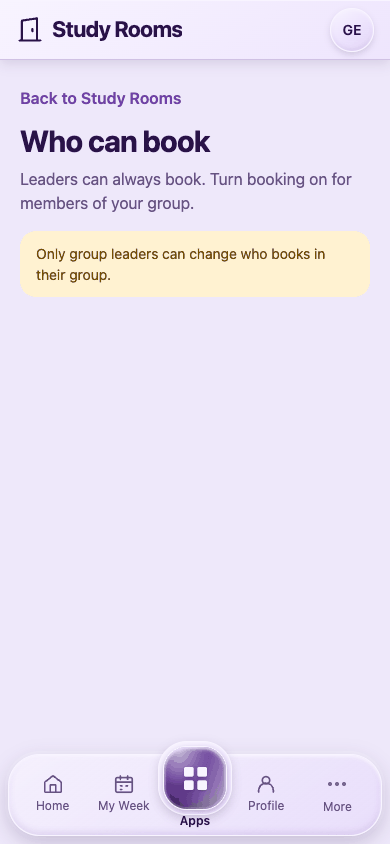 Study Rooms
GE
Back to Study Rooms
Who can book
Leaders can always book. Turn booking on for
members of your group.
Only group leaders can change who books in
their group.
Home
My Week
Apps
Profile
More